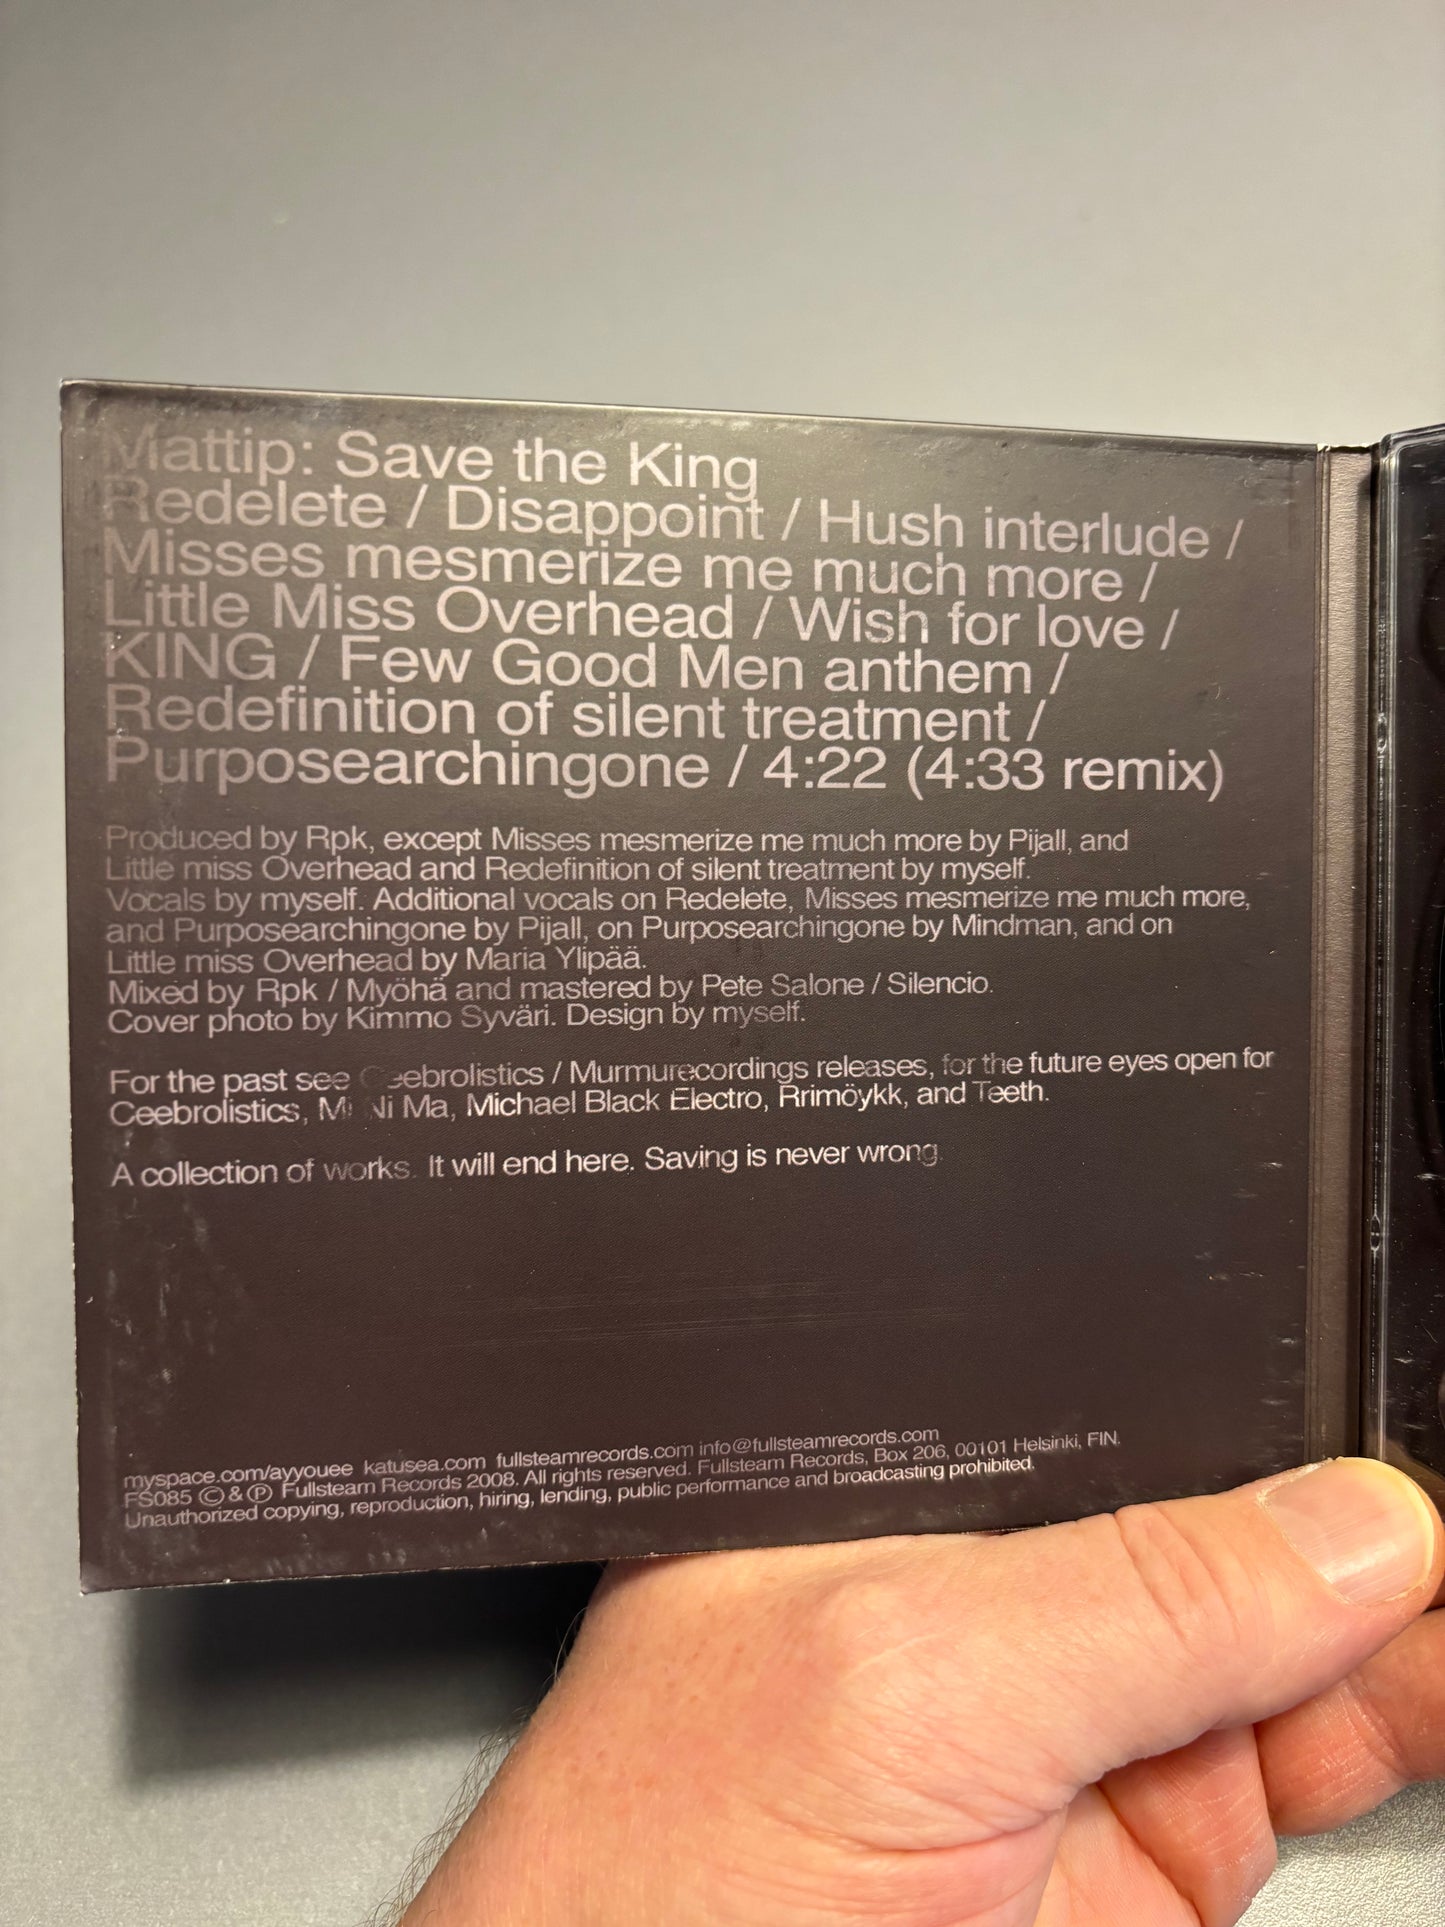 Mattip: Save the King
Redelete / Disappoint / Hush interlude /
Misses mesmerize me much more /
Little Miss Overhead / Wish for love /
KING / Few Good Men anthem /
Redefinition of silent treatment /
Purposearchingone / 4:22 (4:33 remix)
Produced by Rpk, except Misses mesmerize me much more by Pijall, and
Little miss Overhead and Redefinition of silent treatment by myself.
Vocals by myself. Additional vocals on Redelete, Misses mesmerize me much more,
and Purposearchingone by Pijall, on Purposearchingone by Mindman, and on
Little miss Overhead by Maria Ylipää.
Mixed by Rpk / Myöhä and mastered by Pete Salone / Silencio.
Cover photo by Kimmo Syväri. Design by myself.
For the past see Ceebrolistics / Murmurecordings releases, for the future eyes open for
Ceebrolistics, Ni Ma, Michael Black Electro, Rrimöykk, and Teeth.
A collection of works. It will end here. Saving is never wrong.
myspace.com/ayyouee katusea.com fullsteamrecords.com info@fullsteamrecords.com
FS085 © & ℗ Fullsteam Records 2008. All rights reserved. Fullsteam Records, Box 206, 00101 Helsinki, FIN.
Unauthorized copying, reproduction, hiring, lending, public performance and broadcasting prohibited.